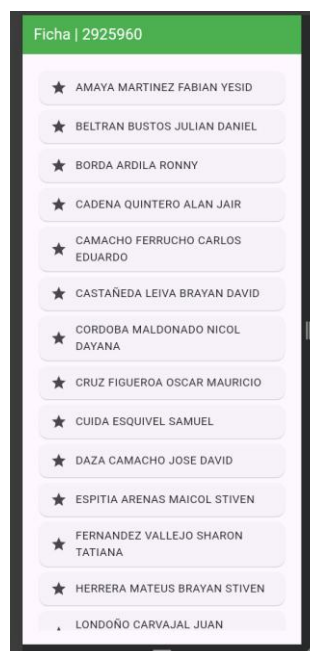 Ficha | 2925960
AMAYA MARTINEZ FABIAN YESID
BELTRAN BUSTOS JULIAN DANIEL
BORDA ARDILA RONNY
CADENA QUINTERO ALAN JAIR
CAMACHO FERRUCHO CARLOS
EDUARDO
CASTAÑEDA LEIVA BRAYAN DAVID
CORDOBA MALDONADO NICOL
DAYANA
CRUZ FIGUEROA OSCAR MAURICIO
CUIDA ESQUIVEL SAMUEL
DAZA CAMACHO JOSE DAVID
ESPITIA ARENAS MAICOL STIVEN
FERNANDEZ VALLEJO SHARON
TATIANA
HERRERA MATEUS BRAYAN STIVEN
LONDOÑO CARVAJAL JUAN